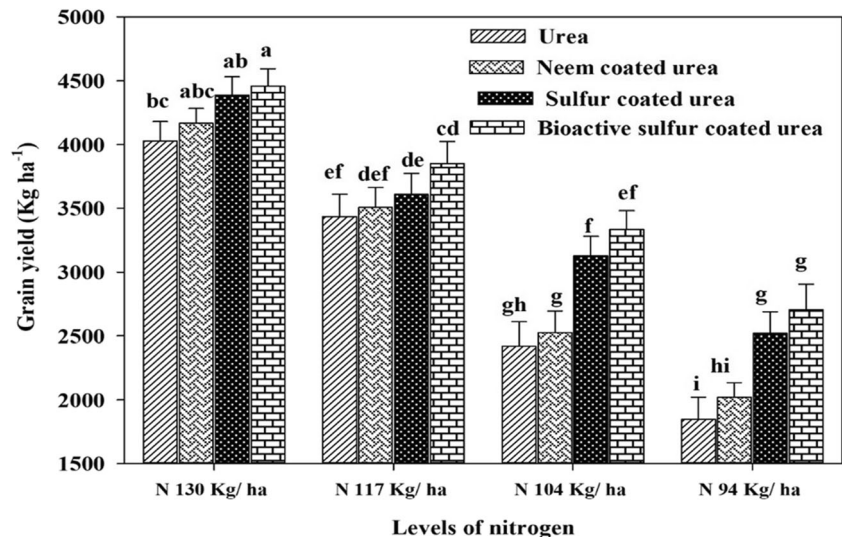 5000
4500
4000
3500
3000
2500
2000
1500
Grain yield (Kg ha⁻¹)
Urea
Neem coated urea
Sulfur coated urea
Bioactive sulfur coated urea
bc abc ab a
ef def de cd
gh g f ef
i hi g g
N 130 Kg/ ha N 117 Kg/ ha N 104 Kg/ ha N 94 Kg/ ha
Levels of nitrogen